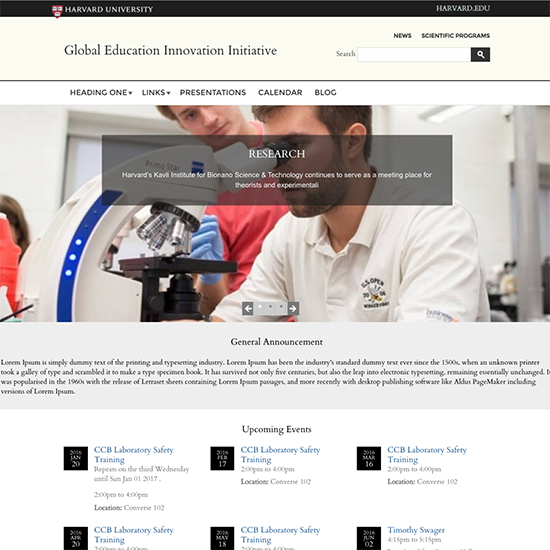 HARVARD UNIVERSITY
HARVARD.EDU
NEWS SCIENTIFIC PROGRAMS
Global Education Innovation Initiative
Search
HEADING ONE LINKS PRESENTATIONS CALENDAR BLOG
RESEARCH
Harvard's Kavli Institute for Bionano Science & Technology continues to serve as a meeting place for
theorists and experimentali
U.S. OPEN
2006
WINGED FOOT
General Announcement
Lorem Ipsum is simply dummy text of the printing and typesetting industry. Lorem Ipsum has been the industry's standard dummy text ever since the 1500s, when an unknown printer
took a galley of type and scrambled it to make a type specimen book. It has survived not only five centuries, but also the leap into electronic typesetting, remaining essentially unchanged. It
was popularised in the 1960s with the release of Letraset sheets containing Lorem Ipsum passages, and more recently with desktop publishing software like Aldus PageMaker including
versions of Lorem Ipsum.
Upcoming Events
2016
JAN
20
CCB Laboratory Safety
Training
Repeats on the third Wednesday
until Sun Jan 01 2017 .
2:00pm to 4:00pm
Location: Converse 102
2016
FEB
17
CCB Laboratory Safety
Training
2:00pm to 4:00pm
Location: Converse 102
2016
MAR
16
CCB Laboratory Safety
Training
2:00pm to 4:00pm
Location: Converse 102
2016
APR
20
CCB Laboratory Safety
Training
2:00pm to 4:00pm
2016
MAY
18
CCB Laboratory Safety
Training
2:00pm to 4:00pm
2016
JUN
02
Timothy Swager
4:15pm to 5:15pm